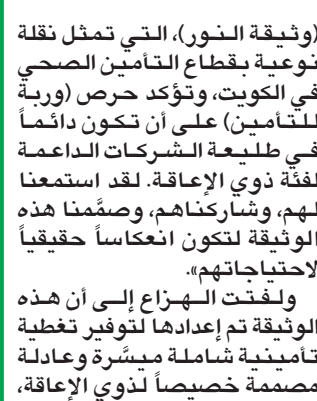 (وثيقة النور)، التي تمثل نقلة
نوعية بقطاع التأمين الصحي
في الكويت، وتؤكد حرص (وربة
للتأمين) على أن تكون دائماً
في طليعة الشركات الداعمة
لفئة ذوي الإعاقة. لقد استمعنا
لهم، وشاركناهم، وصمَّمنا هذه
الوثيقة لتكون انعكاساً حقيقياً
لاحتياجاتهم».
ولفتت الهزاع إلى أن هذه
الوثيقة تم إعدادها لتوفير تغطية
تأمينية شاملة ميسَّرة وعادلة
مصممة خصيصاً لذوي الإعاقة،